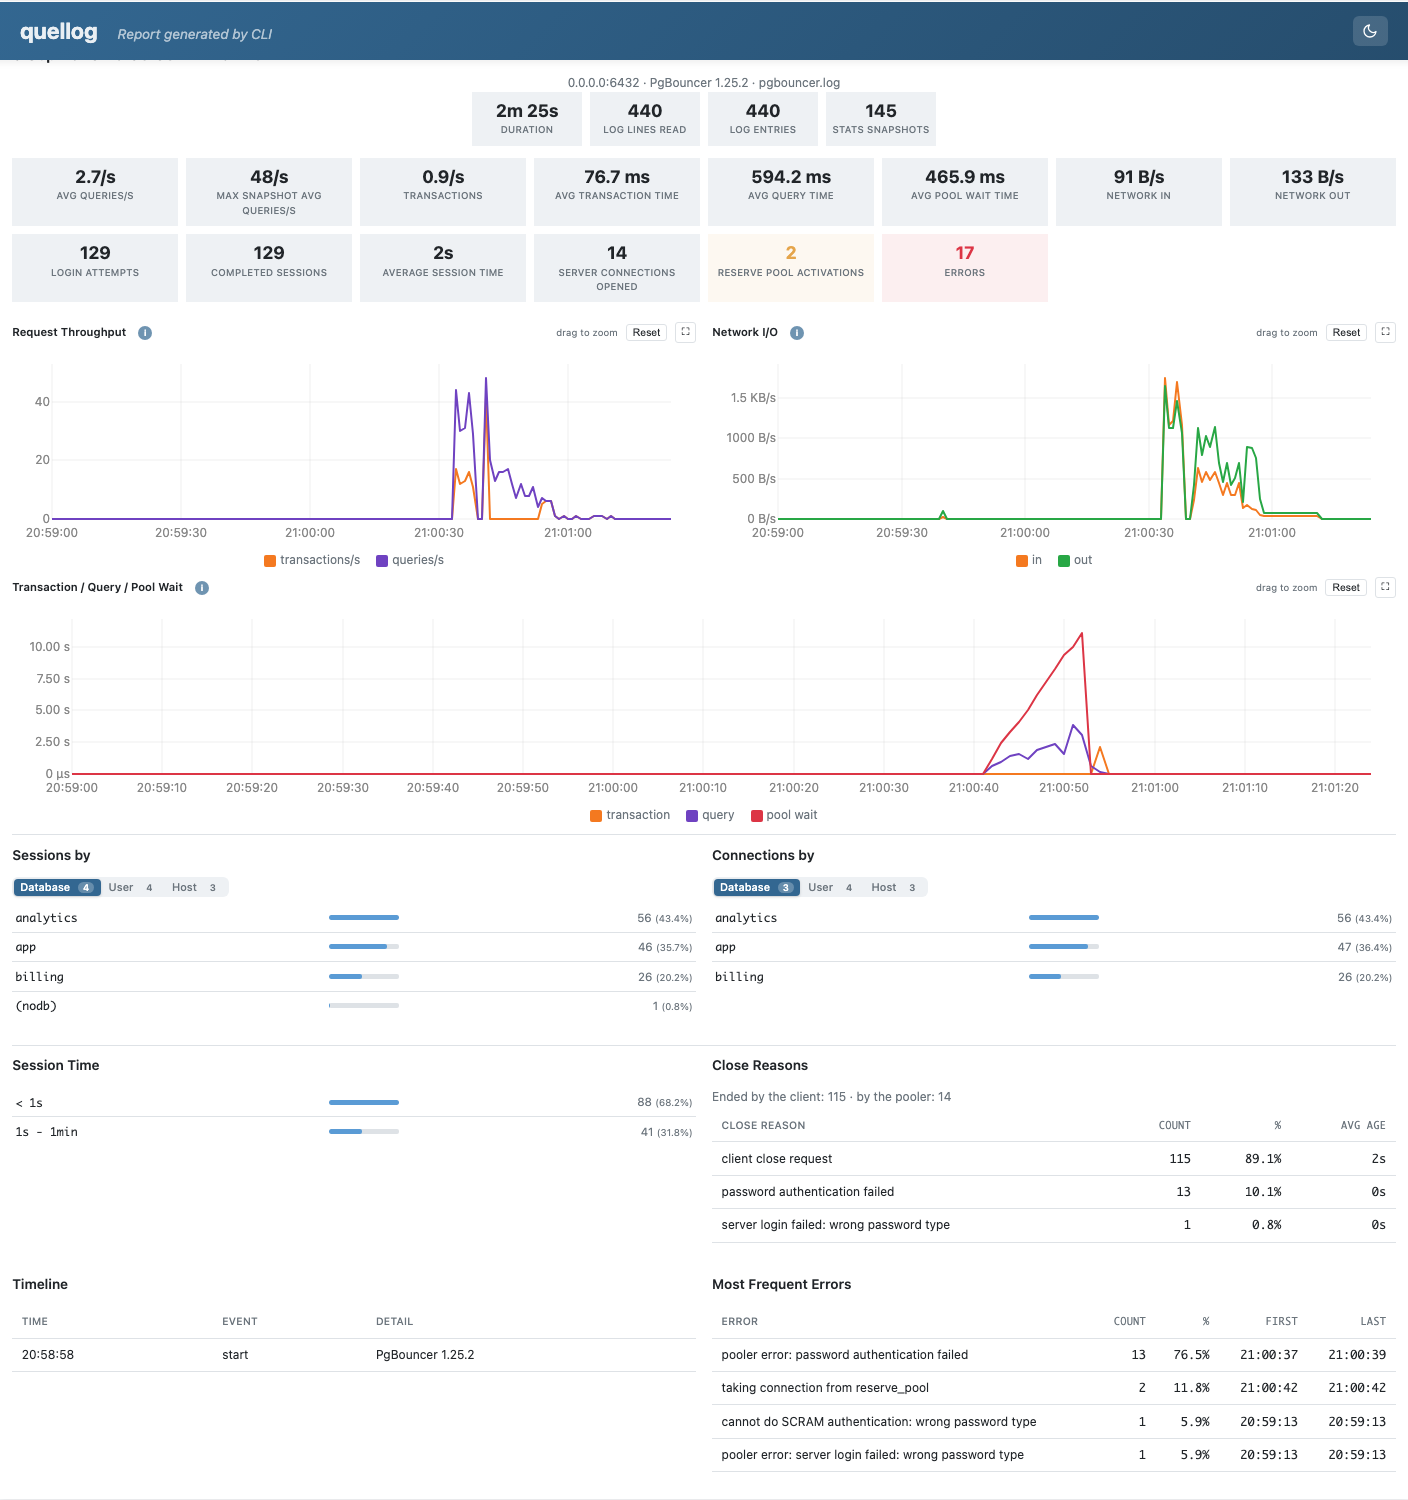 quellog Report generated by CLI
0.0.0.0:6432 · PgBouncer 1.25.2 · pgbouncer.log
2m 25s 440 440 145
DURATION LOG LINES READ LOG ENTRIES STATS SNAPSHOTS
2.7/s 48/s 0.9/s 76.7 ms 594.2 ms 465.9 ms 91 B/s 133 B/s
AVG QUERIES/S MAX SNAPSHOT AVG QUERIES/S TRANSACTIONS AVG TRANSACTION TIME AVG QUERY TIME AVG POOL WAIT TIME NETWORK IN NETWORK OUT
129 129 2s 14 2 17
LOGIN ATTEMPTS COMPLETED SESSIONS AVERAGE SESSION TIME SERVER CONNECTIONS OPENED RESERVE POOL ACTIVATIONS ERRORS
Request Throughput i drag to zoom Reset
40
20
0
20:59:00 20:59:30 21:00:00 21:00:30 21:01:00
transactions/s queries/s
Network I/O i drag to zoom Reset
1.5 KB/s
1000 B/s
500 B/s
0 B/s
20:59:00 20:59:30 21:00:00 21:00:30 21:01:00
in out
Transaction / Query / Pool Wait i drag to zoom Reset
10.00 s
7.50 s
5.00 s
2.50 s
0 µs
20:59:00 20:59:10 20:59:20 20:59:30 20:59:40 20:59:50 21:00:00 21:00:10 21:00:20 21:00:30 21:00:40 21:00:50 21:01:00 21:01:10 21:01:20
transaction query pool wait
Sessions by
Database 4 User 4 Host 3
analytics 56 (43.4%)
app 46 (35.7%)
billing 26 (20.2%)
(nodb) 1 (0.8%)
Connections by
Database 3 User 4 Host 3
analytics 56 (43.4%)
app 47 (36.4%)
billing 26 (20.2%)
Session Time
< 1s 88 (68.2%)
1s - 1min 41 (31.8%)
Close Reasons
Ended by the client: 115 · by the pooler: 14
CLOSE REASON COUNT % AVG AGE
client close request 115 89.1% 2s
password authentication failed 13 10.1% 0s
server login failed: wrong password type 1 0.8% 0s
Timeline
TIME EVENT DETAIL
20:58:58 start PgBouncer 1.25.2
Most Frequent Errors
ERROR COUNT % FIRST LAST
pooler error: password authentication failed 13 76.5% 21:00:37 21:00:39
taking connection from reserve_pool 2 11.8% 21:00:42 21:00:42
cannot do SCRAM authentication: wrong password type 1 5.9% 20:59:13 20:59:13
pooler error: server login failed: wrong password type 1 5.9% 20:59:13 20:59:13